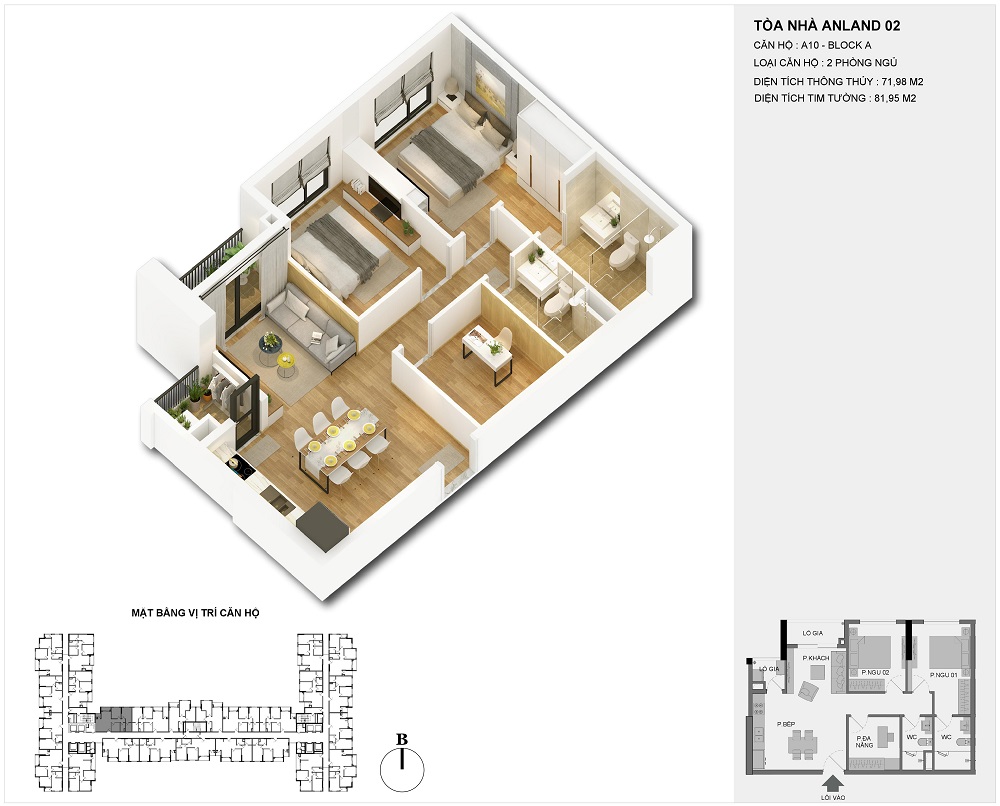 TÒA NHÀ ANLAND 02
CĂN HỘ : A10 - BLOCK A
LOẠI CĂN HỘ : 2 PHÒNG NGỦ
DIỆN TÍCH THÔNG THỦY : 71,98 M2
DIỆN TÍCH TIM TƯỜNG : 81,95 M2
MẶT BẰNG VỊ TRÍ CĂN HỘ
B
LÔ GIA
P.KHÁCH
LÔ GIA
P.NGỦ 02
P.NGỦ 01
P.BẾP
P.ĐA
NĂNG
WC
WC
LỐI VÀO